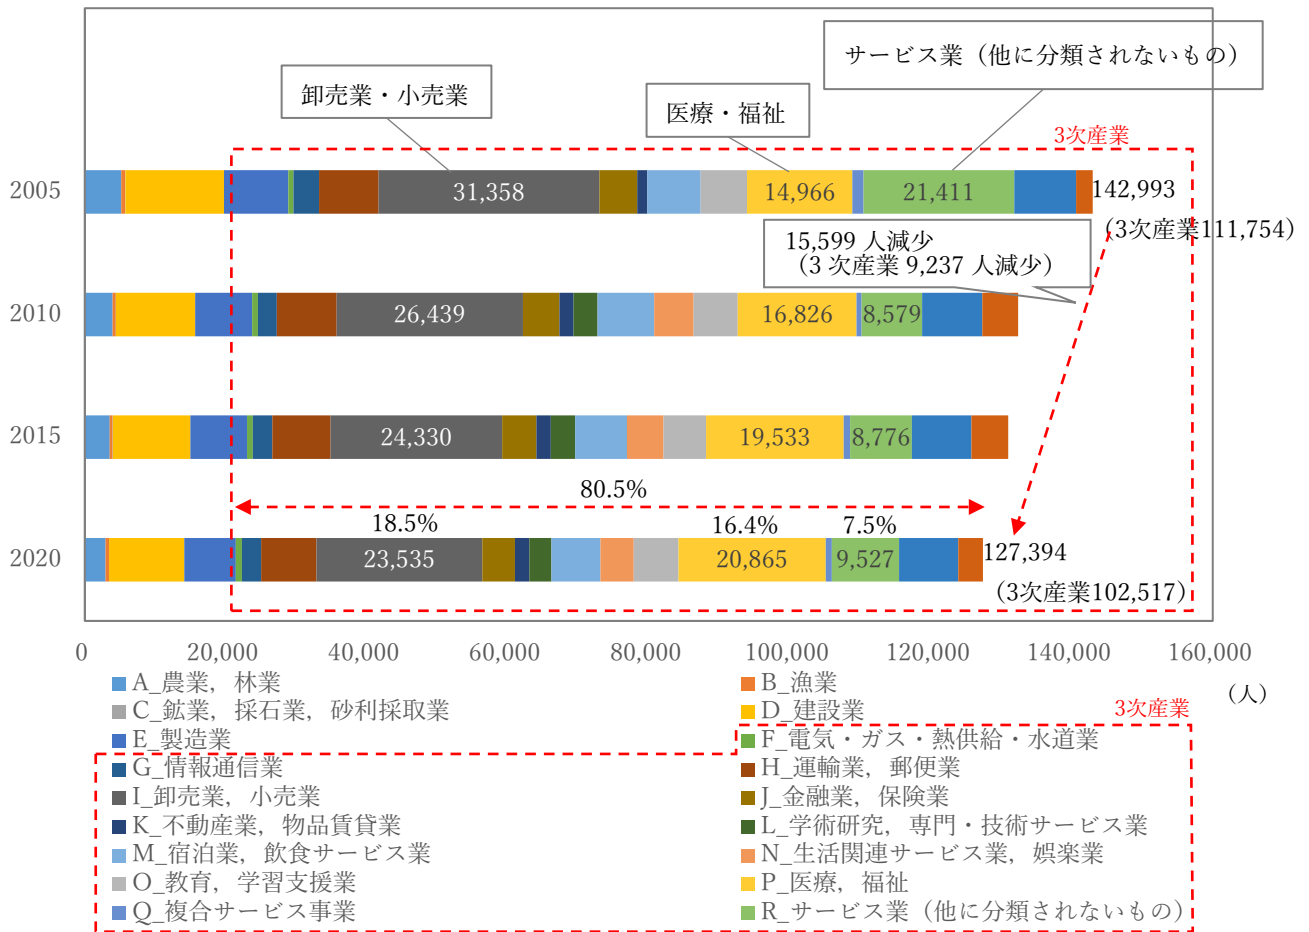 サービス業（他に分類されないもの）
卸売業・小売業
医療・福祉
3次産業
2005
31,358
14,966
21,411
142,993
（3次産業111,754）
15,599 人減少
（3 次産業 9,237 人減少）
2010
26,439
16,826
8,579
2015
24,330
19,533
8,776
80.5%
18.5%
16.4%
7.5%
2020
23,535
20,865
9,527
127,394
（3次産業102,517）
0
20,000
40,000
60,000
80,000
100,000
120,000
140,000
160,000
（人）
A_農業，林業
B_漁業
C_鉱業，採石業，砂利採取業
D_建設業
3次産業
E_製造業
F_電気・ガス・熱供給・水道業
G_情報通信業
H_運輸業，郵便業
I_卸売業，小売業
J_金融業，保険業
K_不動産業，物品賃貸業
L_学術研究，専門・技術サービス業
M_宿泊業，飲食サービス業
N_生活関連サービス業，娯楽業
O_教育，学習支援業
P_医療，福祉
Q_複合サービス事業
R_サービス業（他に分類されないもの）